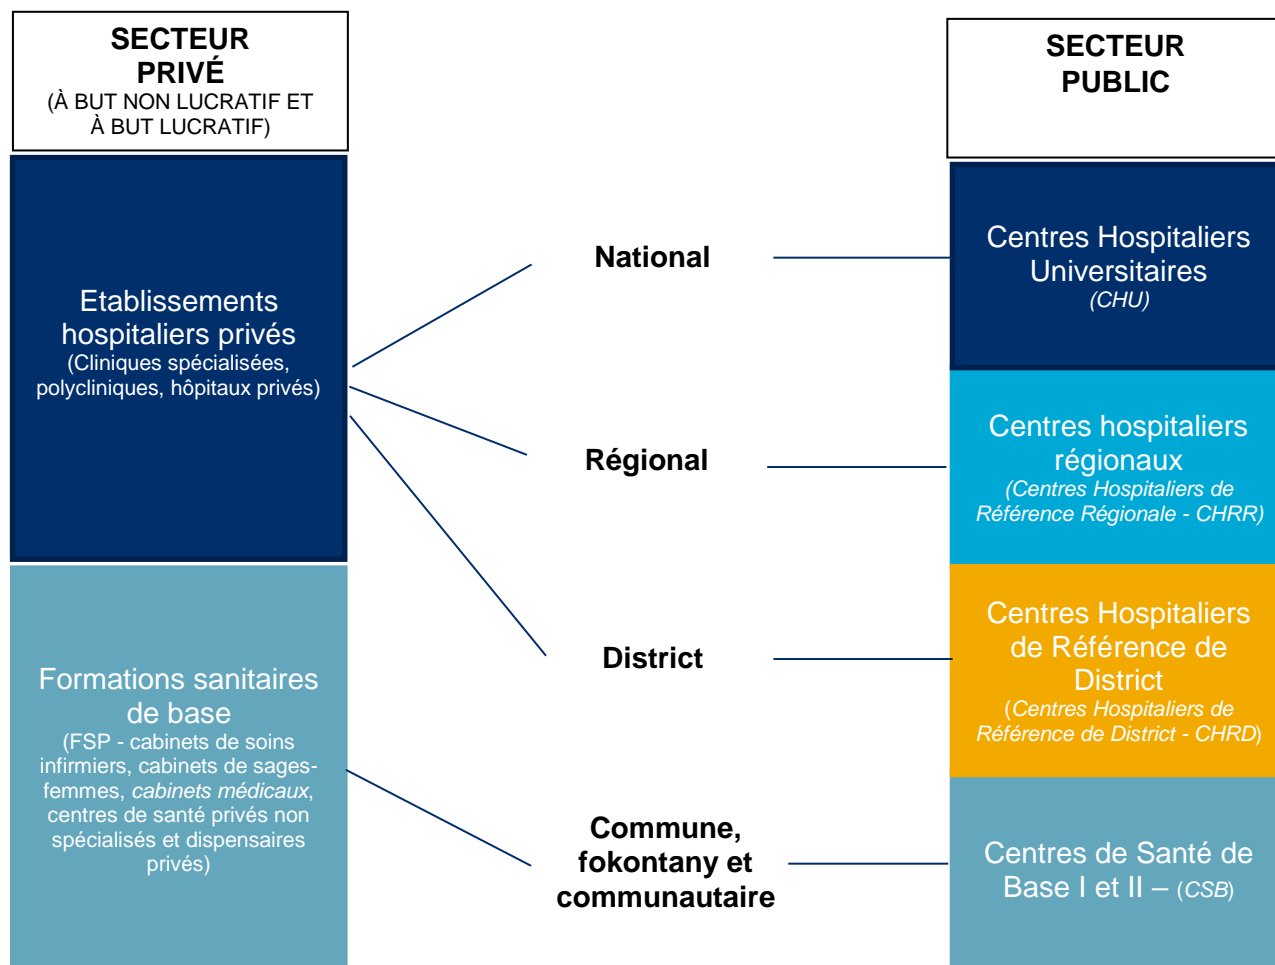 SECTEUR
PRIVÉ
(À BUT NON LUCRATIF ET
À BUT LUCRATIF)
Etablissements
hospitaliers privés
(Cliniques spécialisées,
polycliniques, hôpitaux privés)
Formations sanitaires
de base
(FSP - cabinets de soins
infirmiers, cabinets de sages-
femmes, cabinets médicaux,
centres de santé privés non
spécialisés et dispensaires
privés)
National
Régional
District
Commune,
fokontany et
communautaire
SECTEUR
PUBLIC
Centres Hospitaliers
Universitaires
(CHU)
Centres hospitaliers
régionaux
(Centres Hospitaliers de
Référence Régionale - CHRR)
Centres Hospitaliers
de Référence de
District
(Centres Hospitaliers de
Référence de District - CHRD)
Centres de Santé de
Base I et II – (CSB)